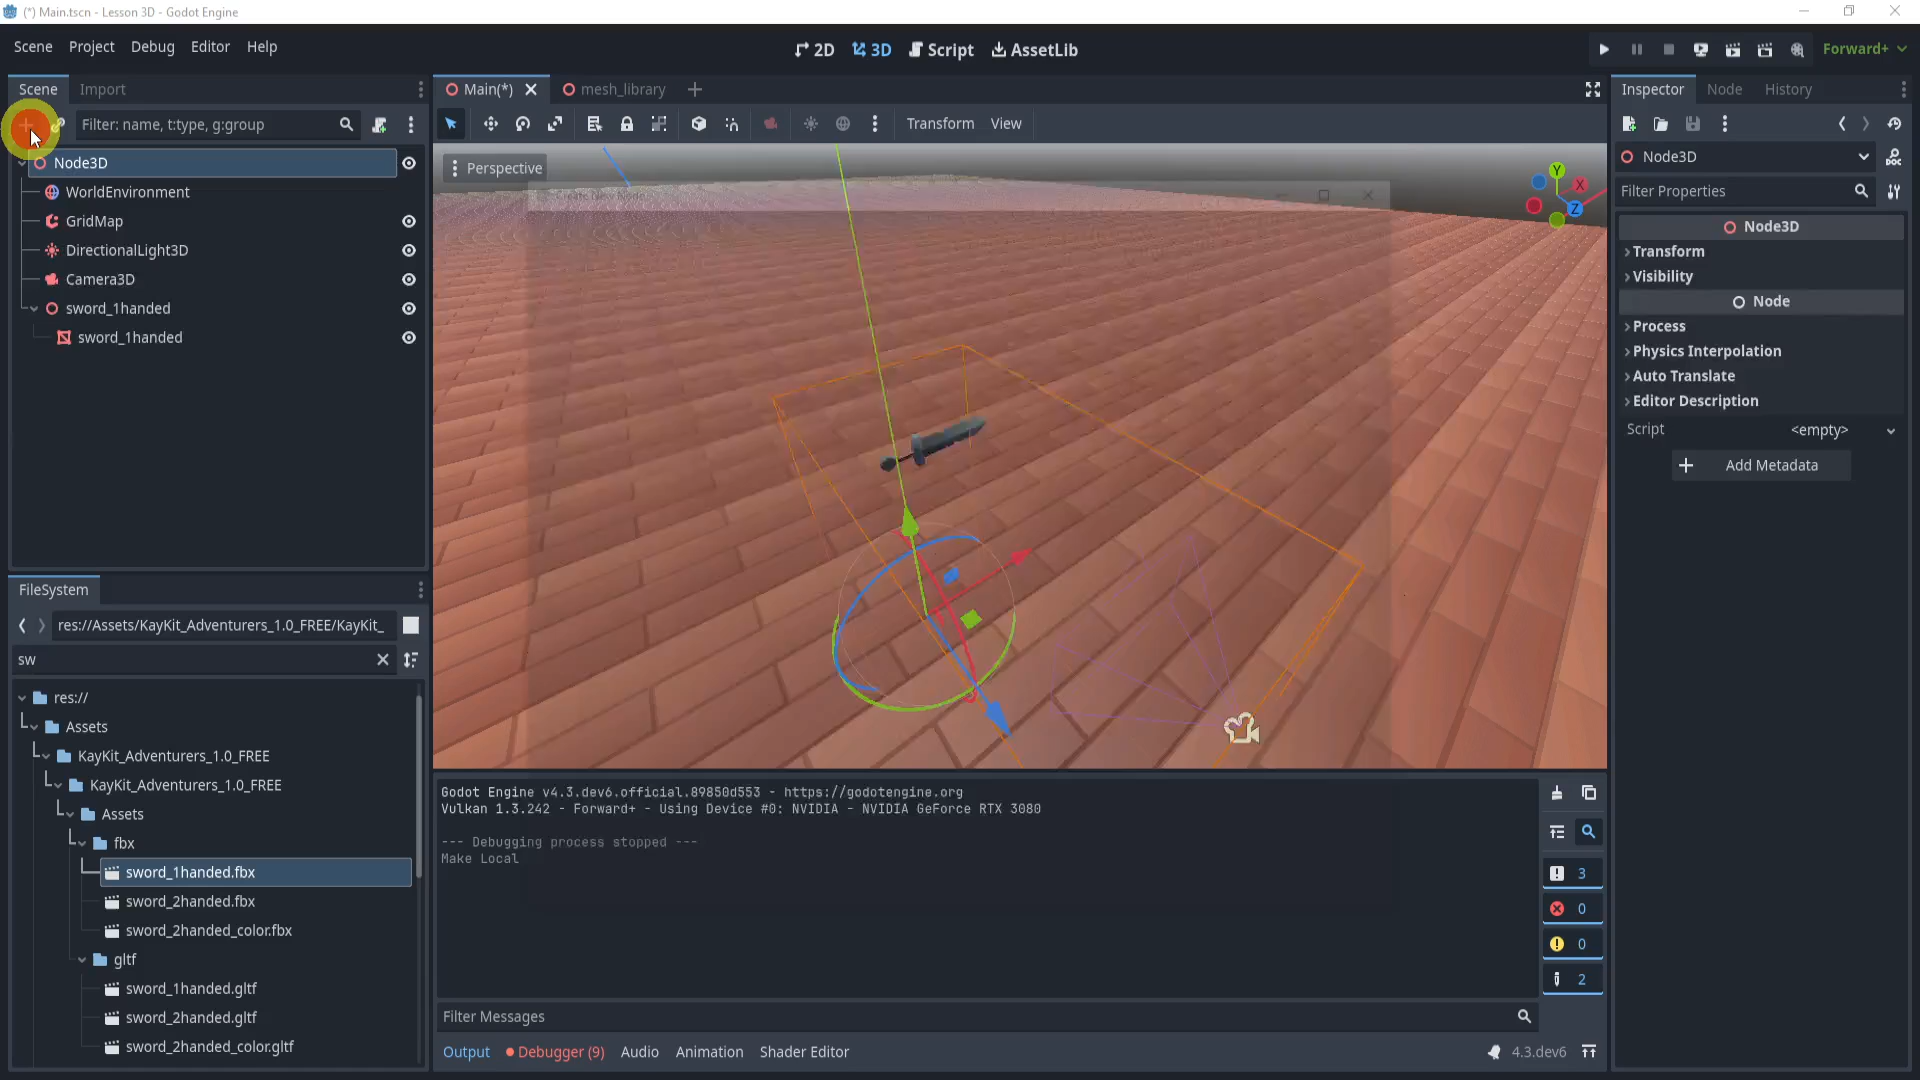 (*) Main.tscn - Lesson 3D - Godot Engine
Scene Project Debug Editor Help
2D 3D Script AssetLib
Forward+
Scene Import
Main(*) mesh_library
Inspector Node History
Filter: name, t:type, g:group
Transform View
Node3D
WorldEnvironment
GridMap
DirectionalLight3D
Camera3D
sword_1handed
sword_1handed
Perspective
Create New Node
Y
X
Z
Node3D
Filter Properties
Node3D
Transform
Visibility
Node
Process
Physics Interpolation
Auto Translate
Editor Description
Script <empty>
Add Metadata
FileSystem
res://Assets/KayKit_Adventurers_1.0_FREE/KayKit_
sw
res://
Assets
KayKit_Adventurers_1.0_FREE
KayKit_Adventurers_1.0_FREE
Assets
fbx
sword_1handed.fbx
sword_2handed.fbx
sword_2handed_color.fbx
gltf
sword_1handed.gltf
sword_2handed.gltf
sword_2handed_color.gltf
Godot Engine v4.3.dev6.official.89850d553 - https://godotengine.org
Vulkan 1.3.242 - Forward+ - Using Device #0: NVIDIA - NVIDIA GeForce RTX 3080
--- Debugging process stopped ---
Make Local
3
0
0
2
Filter Messages
Output Debugger (9) Audio Animation Shader Editor
4.3.dev6